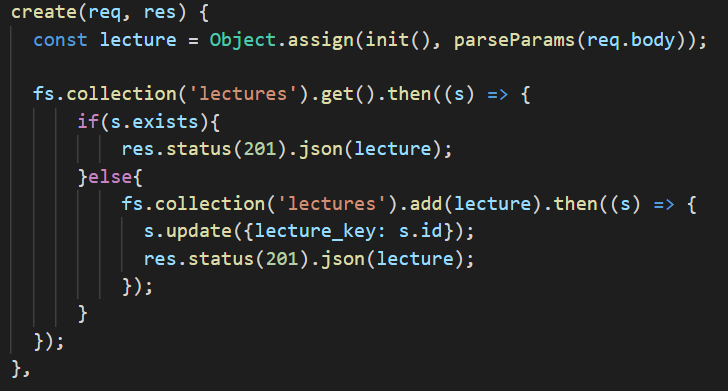 create(req, res) {
const lecture = Object.assign(init(), parseParams(req.body));
fs.collection('lectures').get().then((s) => {
if(s.exists){
res.status(201).json(lecture);
}else{
fs.collection('lectures').add(lecture).then((s) => {
s.update({lecture_key: s.id});
res.status(201).json(lecture);
});
}
});
},